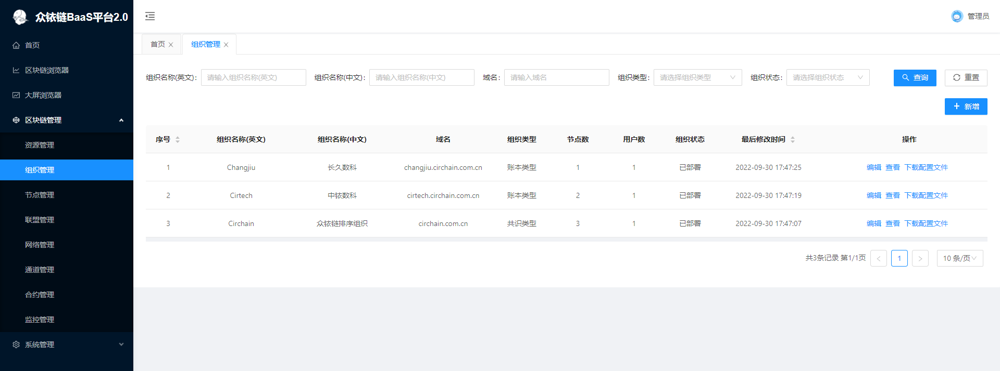 众铱链BaaS平台2.0
管理员
首页
区块链浏览器
大屏浏览器
区块链管理
资源管理
组织管理
节点管理
联盟管理
网络管理
通道管理
合约管理
监控管理
系统管理
首页 组织管理
组织名称(英文)： 请输入组织名称(英文) 组织名称(中文)： 请输入组织名称(中文) 域名： 请输入域名 组织类型： 请选择组织类型 组织状态： 请选择组织状态 查询 重置
新增
序号 组织名称(英文) 组织名称(中文) 域名 组织类型 节点数 用户数 组织状态 最后修改时间 操作
1 Changjiu 长久数科 changjiu.circhain.com.cn 账本类型 1 1 已部署 2022-09-30 17:47:25 编辑 查看 下载配置文件
2 Cirtech 中铱数科 cirtech.circhain.com.cn 账本类型 2 1 已部署 2022-09-30 17:47:19 编辑 查看 下载配置文件
3 Circhain 众铱链排序组织 circhain.com.cn 共识类型 3 1 已部署 2022-09-30 17:47:07 编辑 查看 下载配置文件
共3条记录 第1/1页 < 1 > 10 条/页